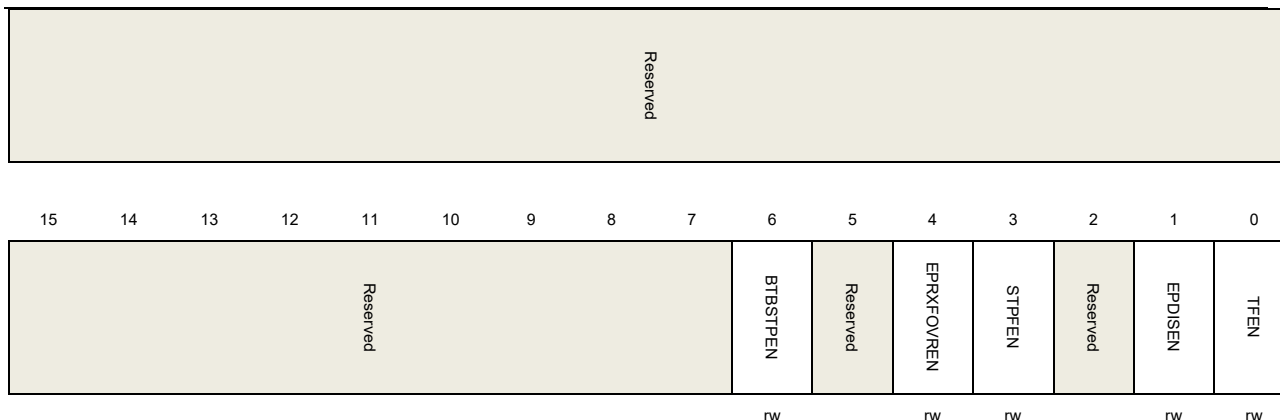 Reserved
15 14 13 12 11 10 9 8 7 6 5 4 3 2 1 0
Reserved BTBSTPEN Reserved EPRXFOVREN STPFEN Reserved EPDISEN TFEN
rw rw rw rw rw